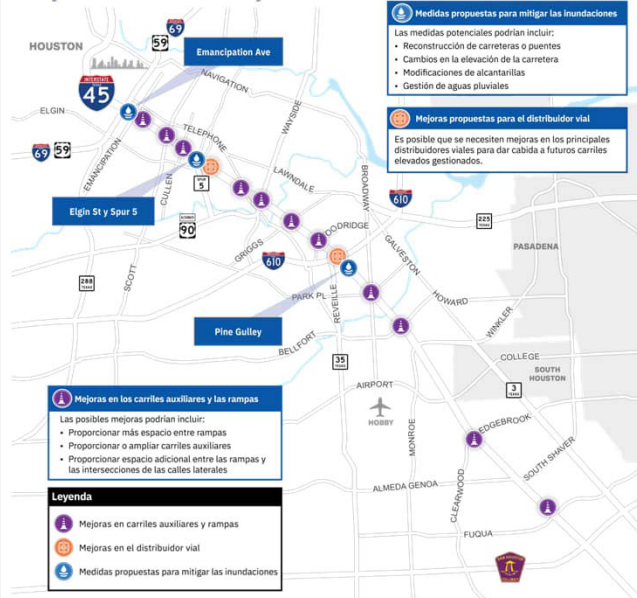 Medidas propuestas para mitigar las inundaciones
Las medidas potenciales podrían incluir:
• Reconstrucción de carreteras o puentes
• Cambios en la elevación de la carretera
• Modificaciones de alcantarillas
• Gestión de aguas pluviales
Mejoras propuestas para el distribuidor vial
Es posible que se necesiten mejoras en los principales
distribuidores viales para dar cabida a futuros carriles
elevados gestionados.
HOUSTON
69
59
Emancipation Ave
INTERSTATE
45
NAVIGATION
WAYSIDE
ELGIN
TELEPHONE
69
59
EMANCIPATION
CULLEN
SPUR
5
LAWNDALE
BROADWAY
610
Elgin St y Spur 5
90
225
TEXAS
DODRIDGE
GRIGGS
610
GALVESTON
PASADENA
288
TEXAS
SCOTT
PARK PL
REVEILLE
HOWARD
WINKLER
Pine Gulley
BELLFORT
35
TEXAS
COLLEGE
SOUTH
HOUSTON
AIRPORT
3
TEXAS
HOBBY
MONROE
EDGEBROOK
SOUTH SHAVER
CLEARWOOD
ALMEDA GENOA
FUQUA
Mejoras en los carriles auxiliares y las rampas
Las posibles mejoras podrían incluir:
• Proporcionar más espacio entre rampas
• Proporcionar o ampliar carriles auxiliares
• Proporcionar espacio adicional entre las rampas y
las intersecciones de las calles laterales
Leyenda
Mejoras en carriles auxiliares y rampas
Mejoras en el distribuidor vial
Medidas propuestas para mitigar las inundaciones